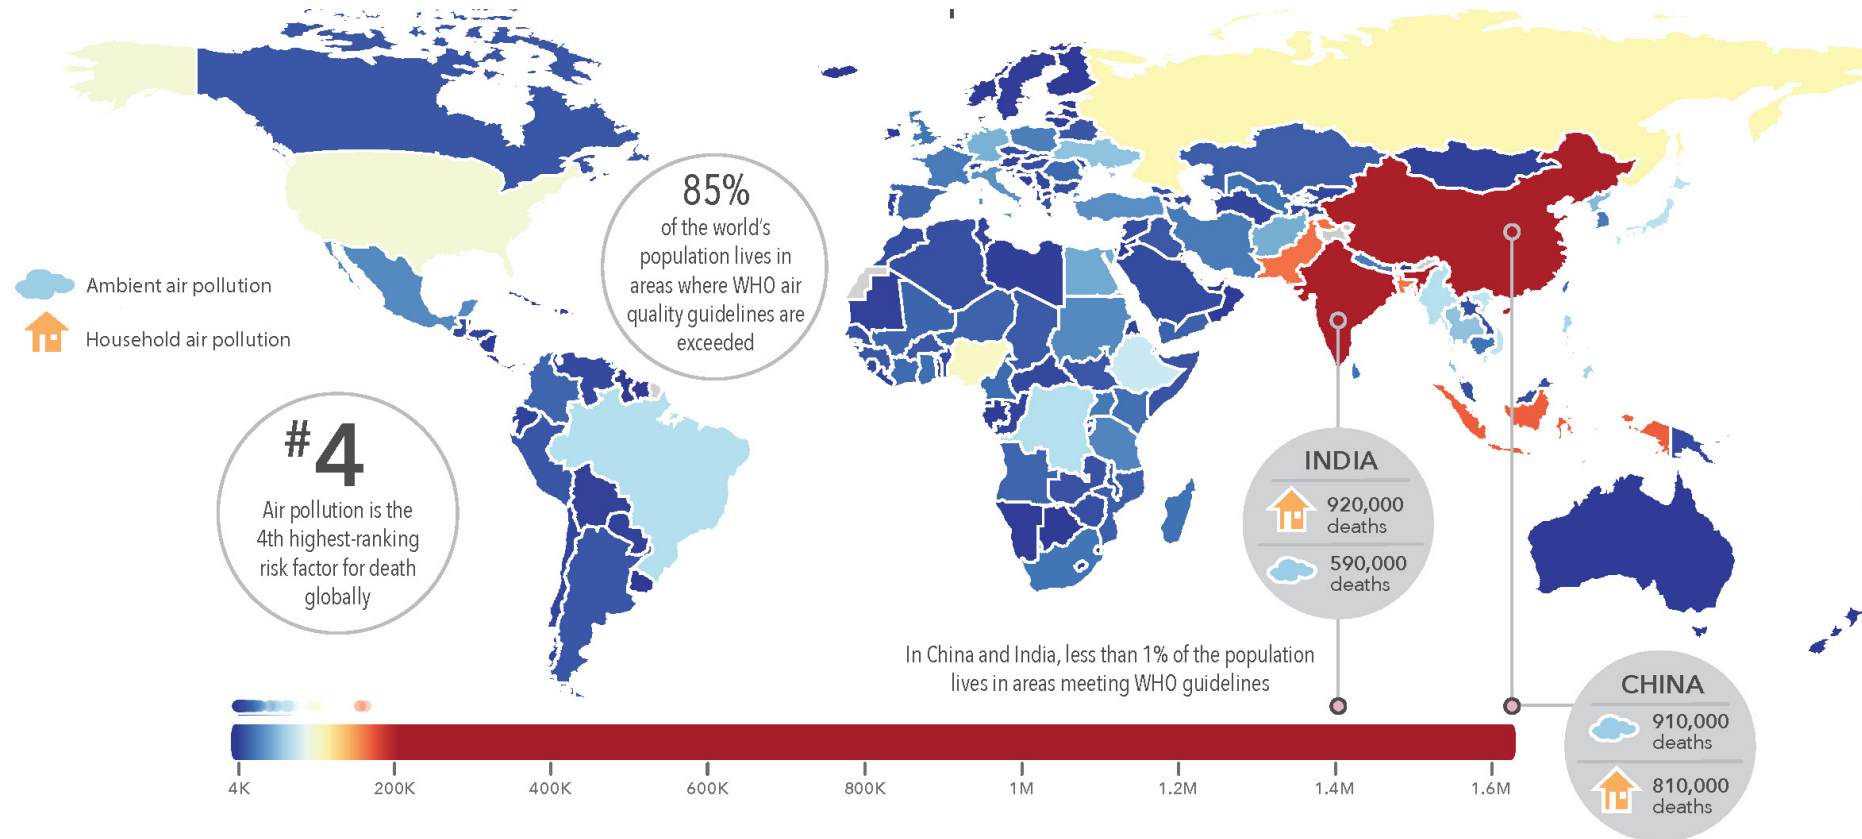 85%
of the world's
population lives in
areas where WHO air
quality guidelines are
exceeded
Ambient air pollution
Household air pollution
#4
Air pollution is the
4th highest-ranking
risk factor for death
globally
INDIA
920,000
deaths
590,000
deaths
In China and India, less than 1% of the population
lives in areas meeting WHO guidelines
CHINA
910,000
deaths
810,000
deaths
4K 200K 400K 600K 800K 1M 1.2M 1.4M 1.6M